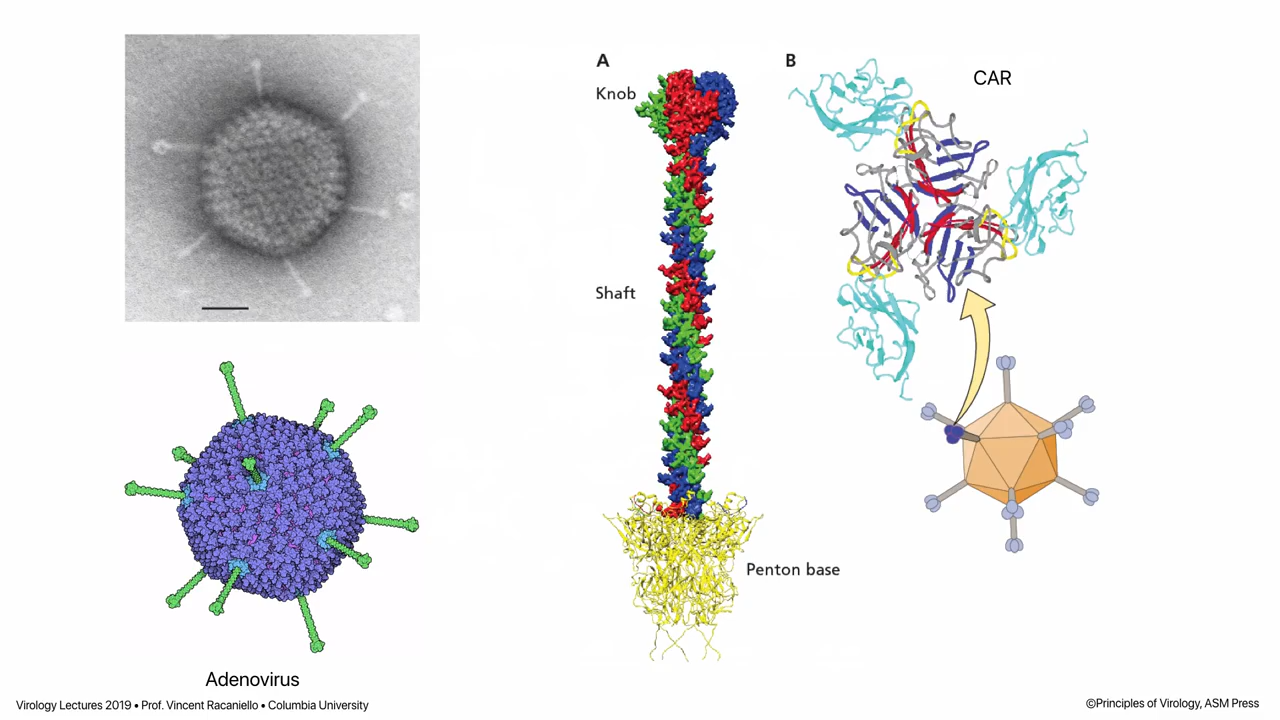 A
Knob
Shaft
Penton base
B
CAR
Adenovirus
Virology Lectures 2019 • Prof. Vincent Racaniello • Columbia University
©Principles of Virology, ASM Press